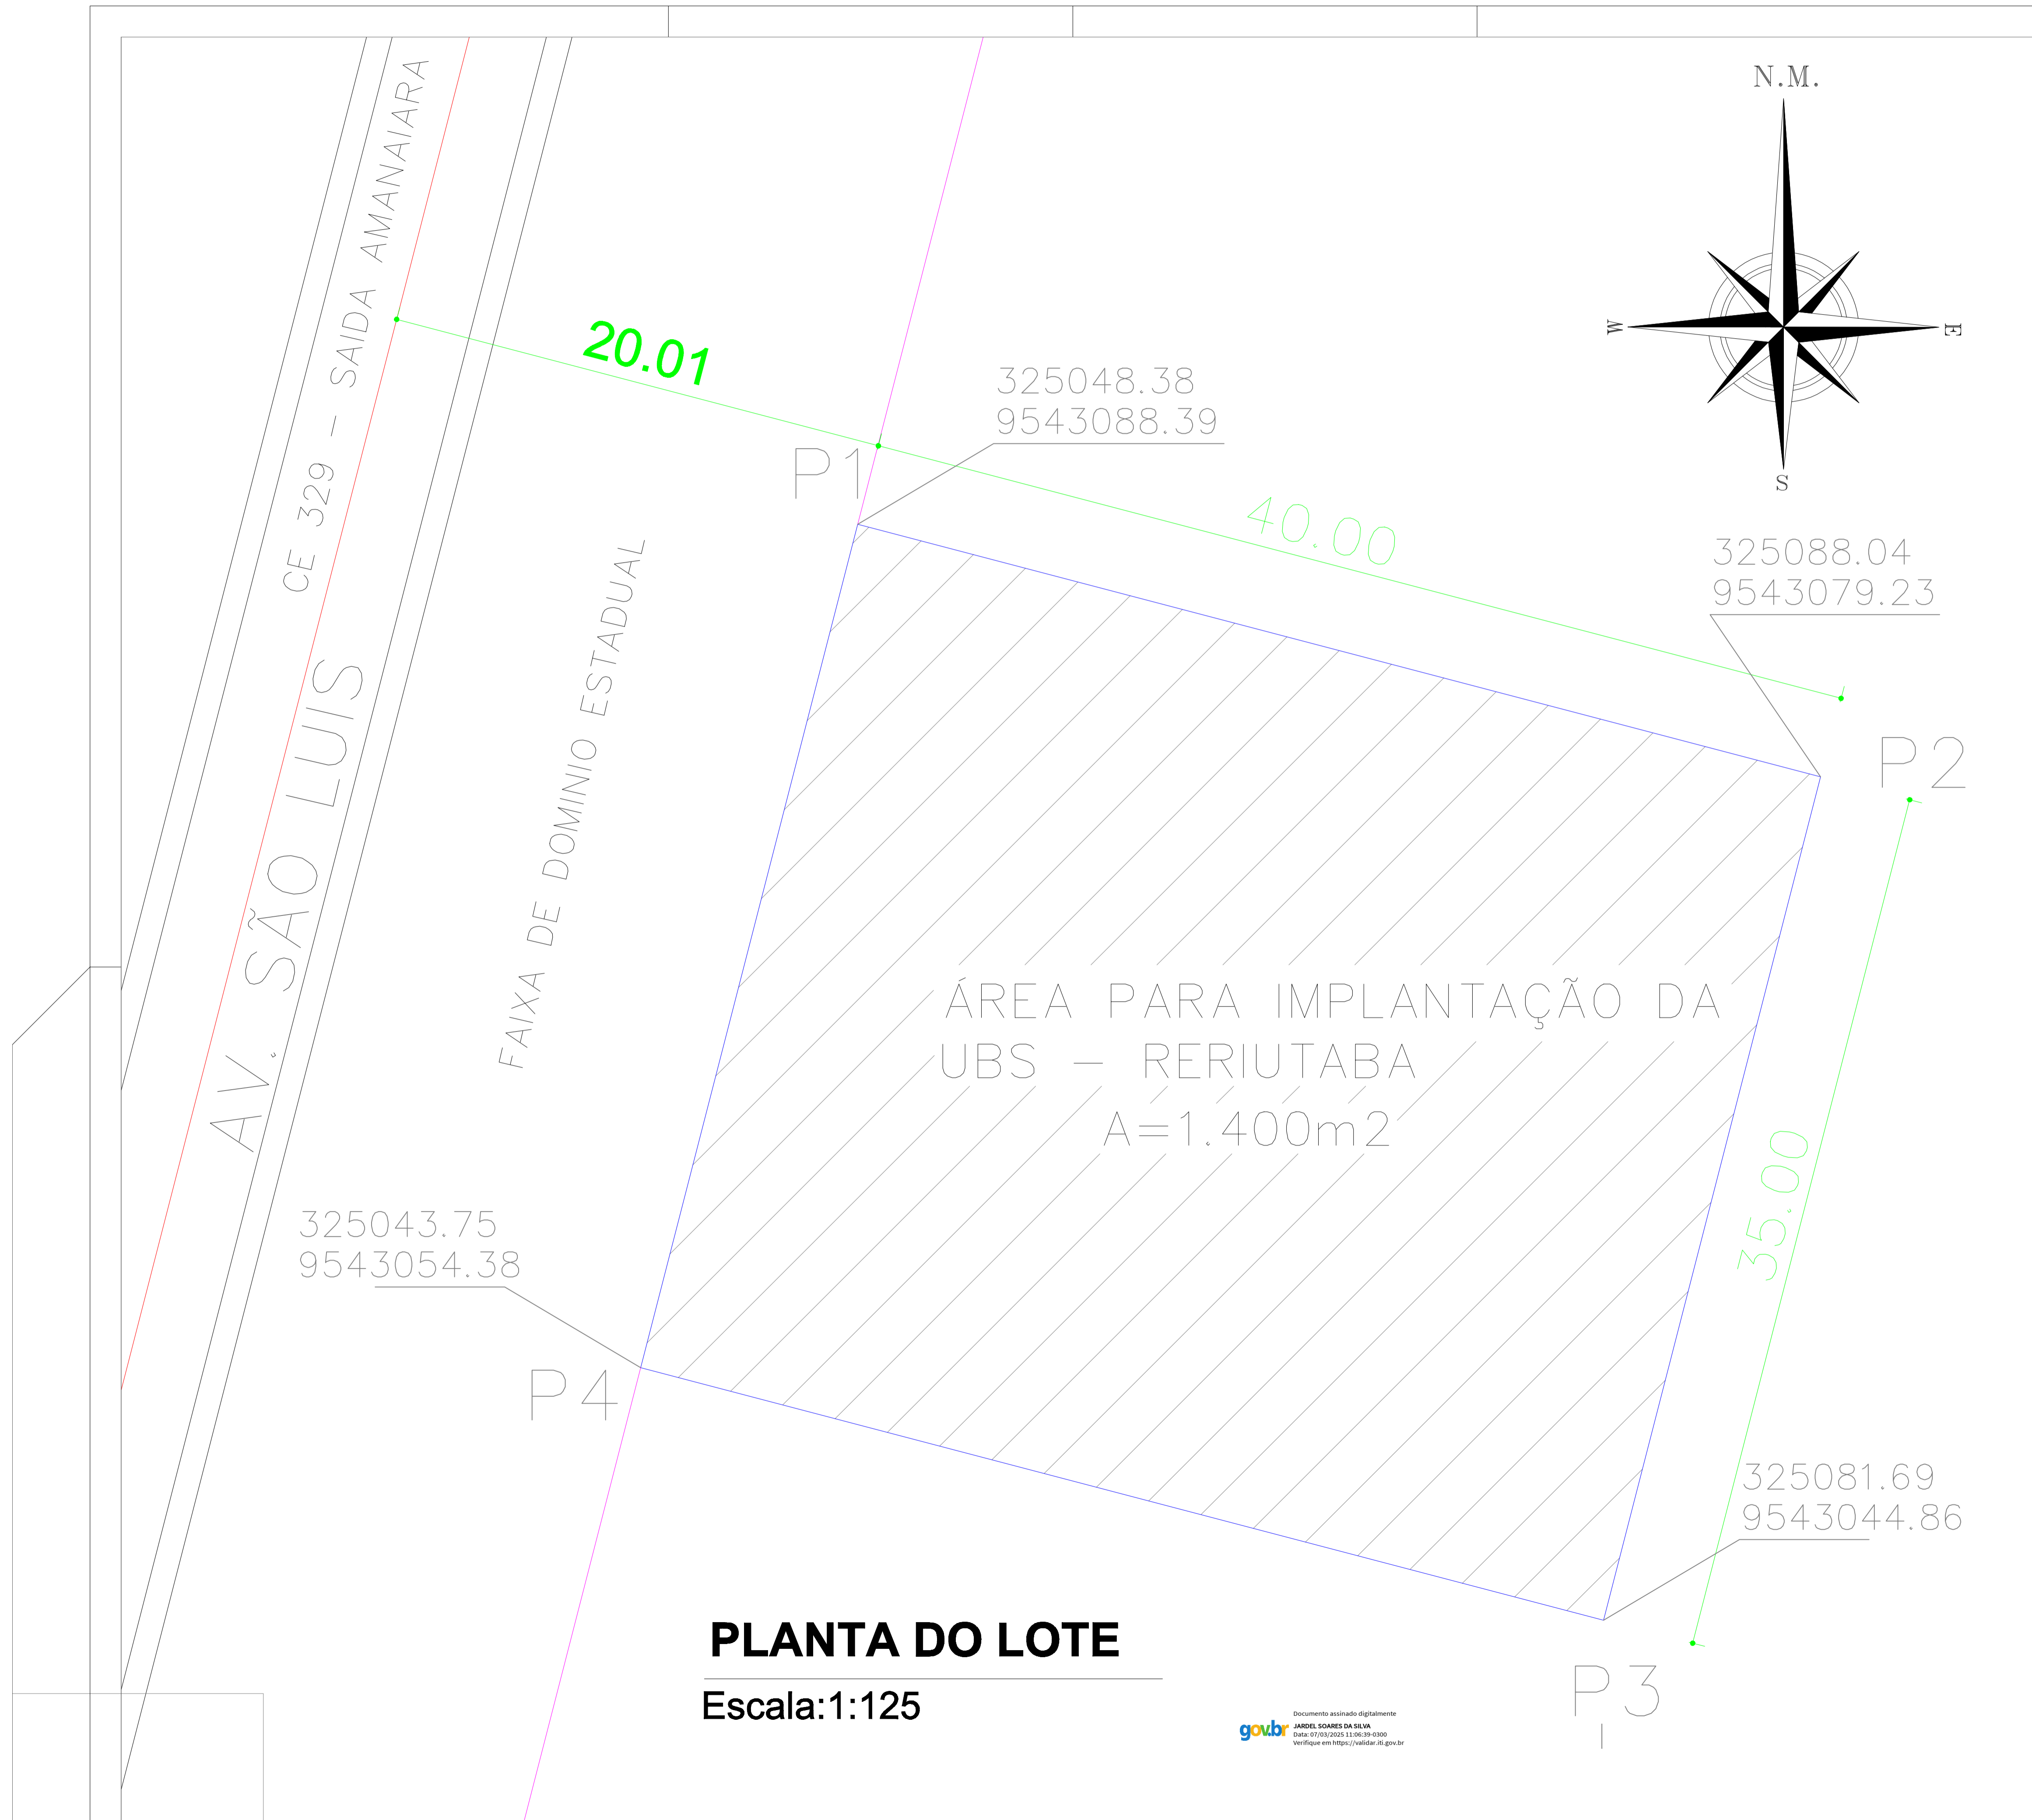 N.M.
W
E
S
CE 329 - SAIDA AMANAIARA
AV. SÃO LUIS
FAIXA DE DOMINIO ESTADUAL
20.01
325048.38
9543088.39
P1
40.00
325088.04
9543079.23
P2
ÁREA PARA IMPLANTAÇÃO DA
UBS - RERIUTABA
A=1.400m2
35.00
325043.75
9543054.38
P4
325081.69
9543044.86
P3
PLANTA DO LOTE
Escala:1:125
gov.br
Documento assinado digitalmente
JARDEL SOARES DA SILVA
Data: 07/03/2025 11:06:39-0300
Verifique em https://validar.iti.gov.br